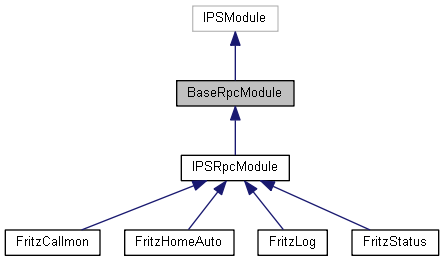 IPSModule
BaseRpcModule
IPSRpcModule
FritzCallmon
FritzHomeAuto
FritzLog
FritzStatus